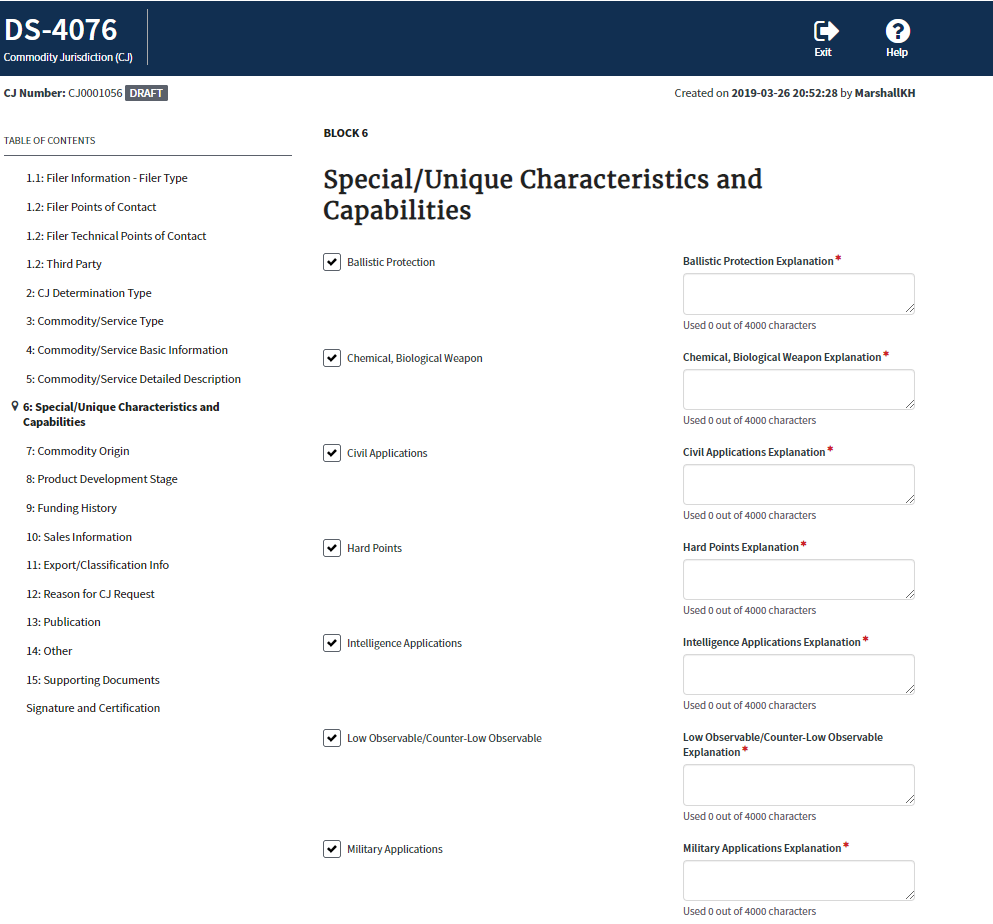 DS-4076
Commodity Jurisdiction (CJ)
Exit
Help
CJ Number: CJ0001056 DRAFT
Created on 2019-03-26 20:52:28 by MarshallKH
TABLE OF CONTENTS
1.1: Filer Information - Filer Type
1.2: Filer Points of Contact
1.2: Filer Technical Points of Contact
1.2: Third Party
2: CJ Determination Type
3: Commodity/Service Type
4: Commodity/Service Basic Information
5: Commodity/Service Detailed Description
6: Special/Unique Characteristics and
Capabilities
7: Commodity Origin
8: Product Development Stage
9: Funding History
10: Sales Information
11: Export/Classification Info
12: Reason for CJ Request
13: Publication
14: Other
15: Supporting Documents
Signature and Certification
BLOCK 6
Special/Unique Characteristics and
Capabilities
Ballistic Protection
Ballistic Protection Explanation *
Used 0 out of 4000 characters
Chemical, Biological Weapon
Chemical, Biological Weapon Explanation *
Used 0 out of 4000 characters
Civil Applications
Civil Applications Explanation *
Used 0 out of 4000 characters
Hard Points
Hard Points Explanation *
Used 0 out of 4000 characters
Intelligence Applications
Intelligence Applications Explanation *
Used 0 out of 4000 characters
Low Observable/Counter-Low Observable
Low Observable/Counter-Low Observable
Explanation *
Used 0 out of 4000 characters
Military Applications
Military Applications Explanation *
Used 0 out of 4000 characters